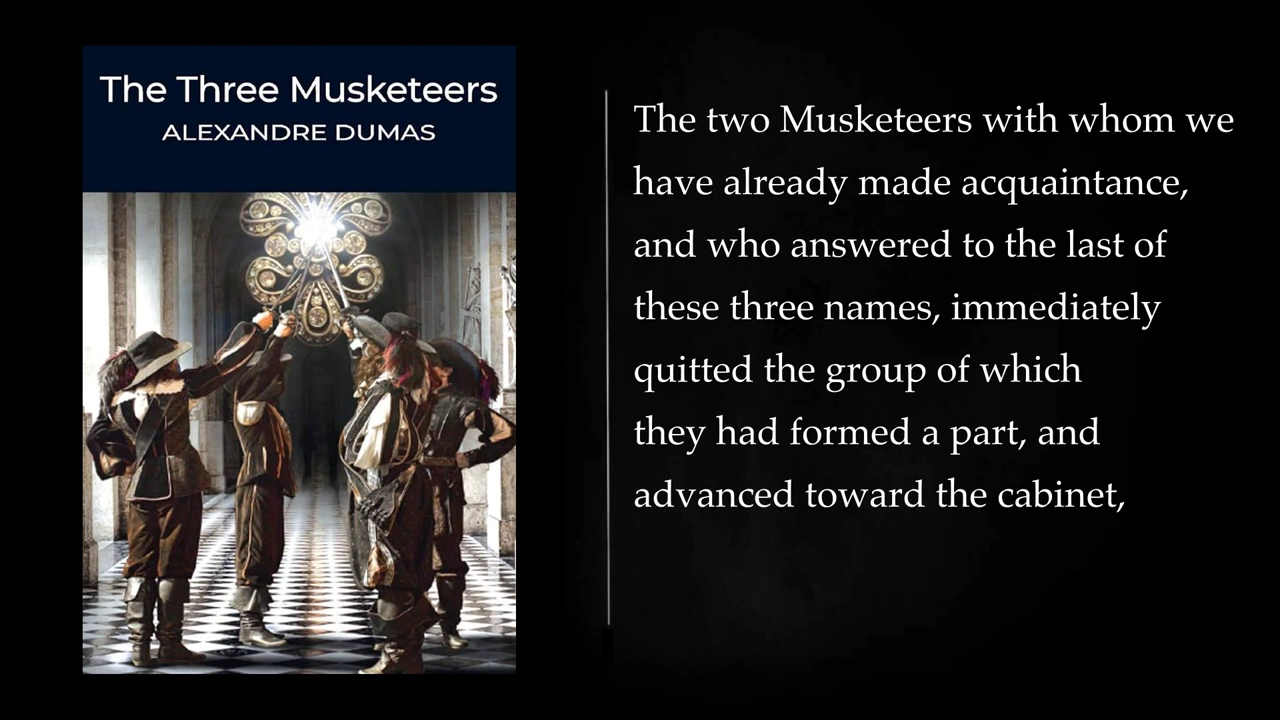 The Three Musketeers
ALEXANDRE DUMAS
The two Musketeers with whom we
have already made acquaintance,
and who answered to the last of
these three names, immediately
quitted the group of which
they had formed a part, and
advanced toward the cabinet,